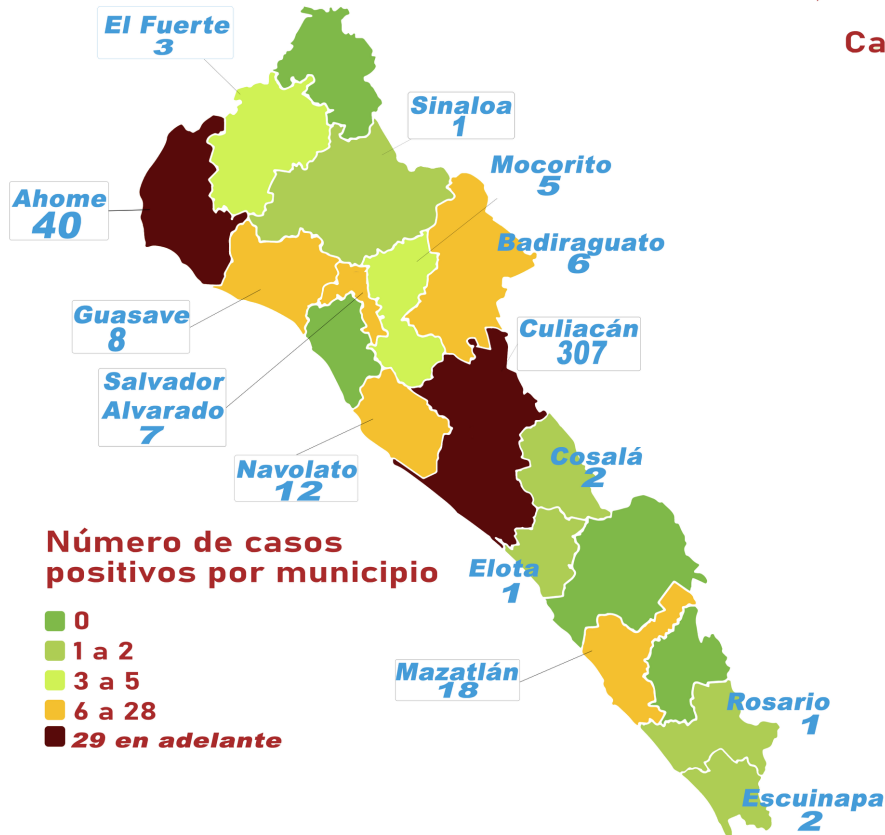 El Fuerte
3
Ca
Sinaloa
1
Mocorito
5
Ahome
40
Badiraguato
6
Guasave
8
Culiacán
307
Salvador
Alvarado
7
Navolato
12
Cosalá
2
Número de casos
positivos por municipio
0
1 a 2
3 a 5
6 a 28
29 en adelante
Elota
1
Mazatlán
18
Rosario
1
Escuinapa
2